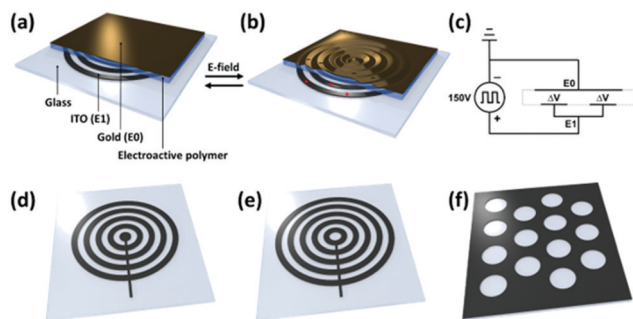 (a)
(b)
(c)
E-field
Glass
ITO (E1)
Gold (E0)
Electroactive polymer
150V
−
+
E0
ΔV
ΔV
E1
(d)
(e)
(f)